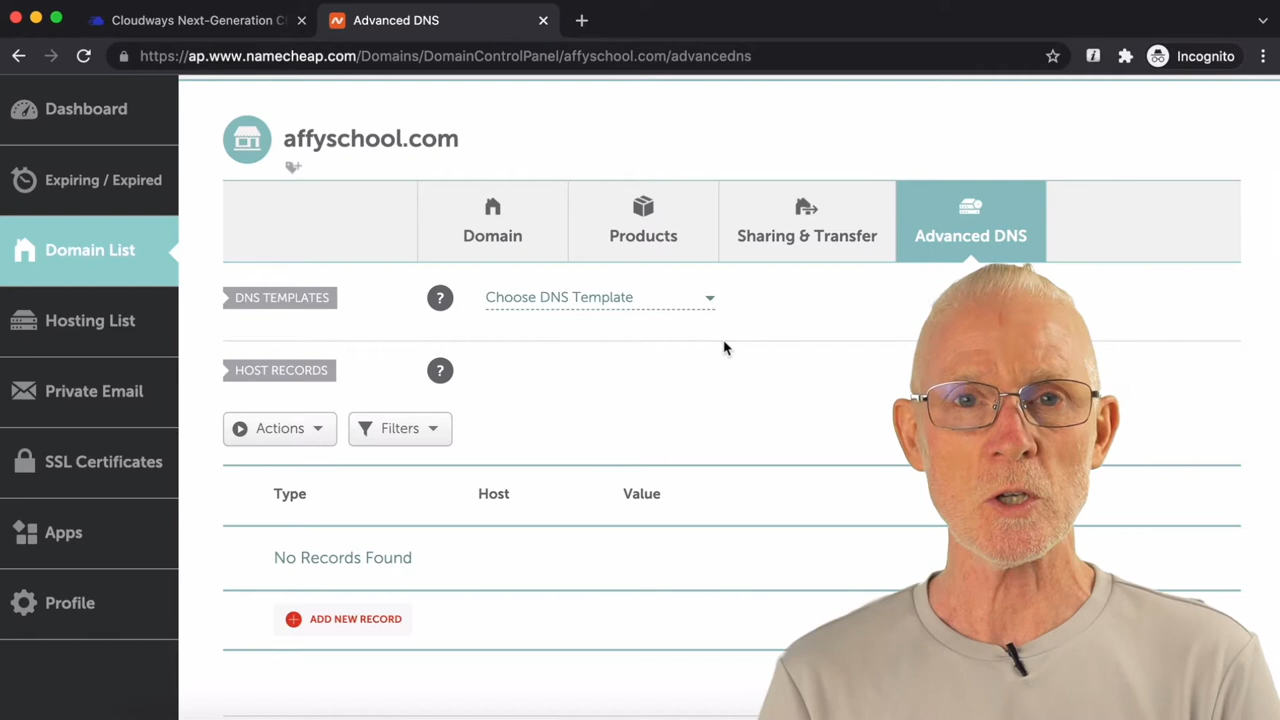 Cloudways Next-Generation C
Advanced DNS
https://ap.www.namecheap.com/Domains/DomainControlPanel/affyschool.com/advancedns
Incognito
Dashboard
Expiring / Expired
Domain List
Hosting List
Private Email
SSL Certificates
Apps
Profile
affyschool.com
Domain
Products
Sharing & Transfer
Advanced DNS
DNS TEMPLATES
?
Choose DNS Template
HOST RECORDS
?
Actions
Filters
Type
Host
Value
No Records Found
ADD NEW RECORD